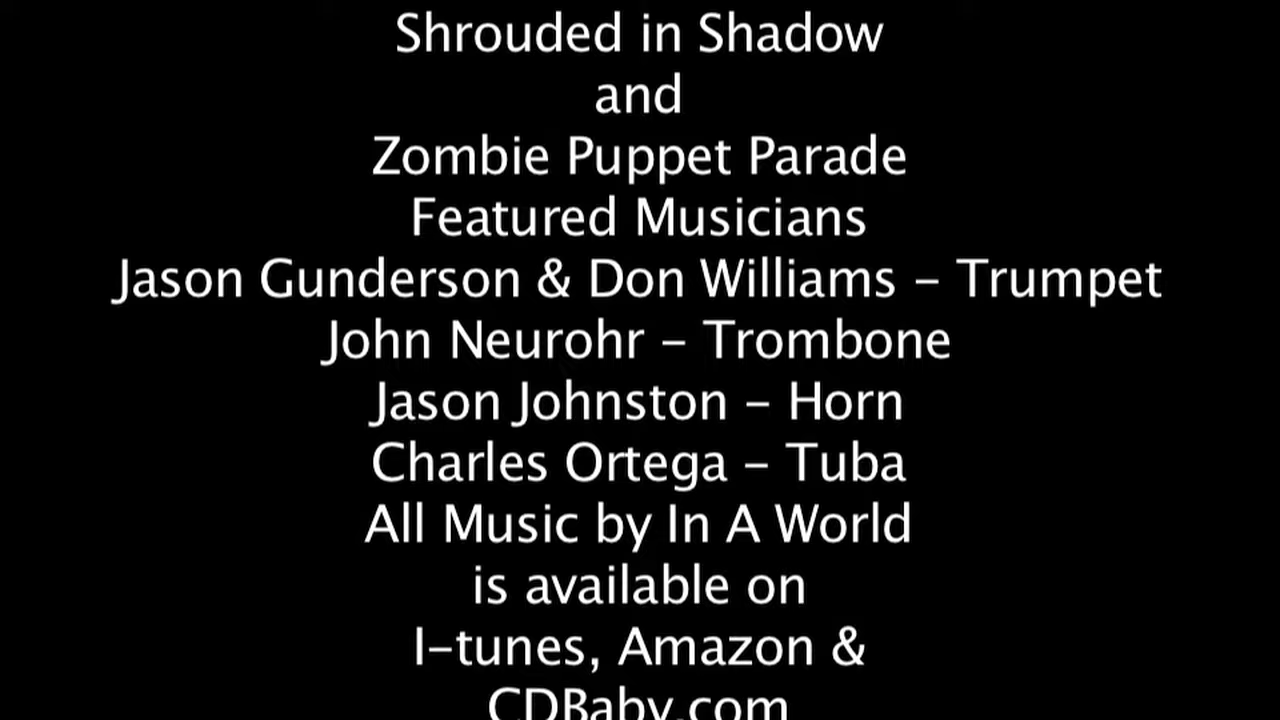 Shrouded in Shadow
and
Zombie Puppet Parade
Featured Musicians
Jason Gunderson & Don Williams – Trumpet
John Neurohr – Trombone
Jason Johnston – Horn
Charles Ortega – Tuba
All Music by In A World
is available on
I-tunes, Amazon &
CDBaby.com